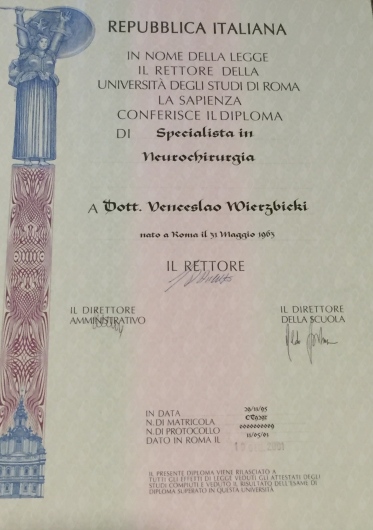 REPUBBLICA ITALIANA
IN NOME DELLA LEGGE
IL RETTORE DELLA
UNIVERSITÀ DEGLI STUDI DI ROMA
LA SAPIENZA
CONFERISCE IL DIPLOMA
DI Specialista in
Neurochirurgia
A Dott. Venceslao Wierzbicki
nato a Roma il 31 Maggio 1963
IL RETTORE
IL DIRETTORE
AMMINISTRATIVO
IL DIRETTORE
DELLA SCUOLA
IN DATA
N. DI MATRICOLA
N. DI PROTOCOLLO
DATO IN ROMA IL
IL PRESENTE DIPLOMA VIENE RILASCIATO A
TUTTI GLI EFFETTI DI LEGGE VEDUTI GLI ATTESTATI DEGLI
STUDI COMPIUTI E VEDUTO IL RISULTATO DELL'ESAME DI
DIPLOMA SUPERATO IN QUESTA UNIVERSITÀ